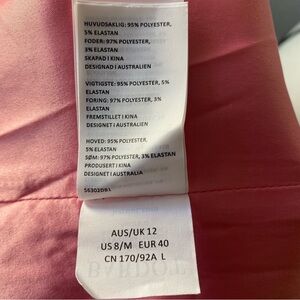 HUVUDSAKLIG: 95% POLYESTER,
5% ELASTAN
FODER: 97% POLYESTER,
3% ELASTAN
SKAPAD I KINA
DESIGNAD I AUSTRALIEN
VIGTIGSTE: 95% POLYESTER, 5%
ELASTAN
FORING: 97% POLYESTER, 3%
ELASTAN
FREMSTILLET I KINA
DESIGNET I AUSTRALIEN
HOVED: 95% POLYESTER,
5% ELASTAN
SØM: 97% POLYESTER, 3% ELASTAN
PRODUSERT I KINA
DESIGNET I AUSTRALIA
56302DB1
AUS/UK 12
US 8/M EUR 40
CN 170/92A L